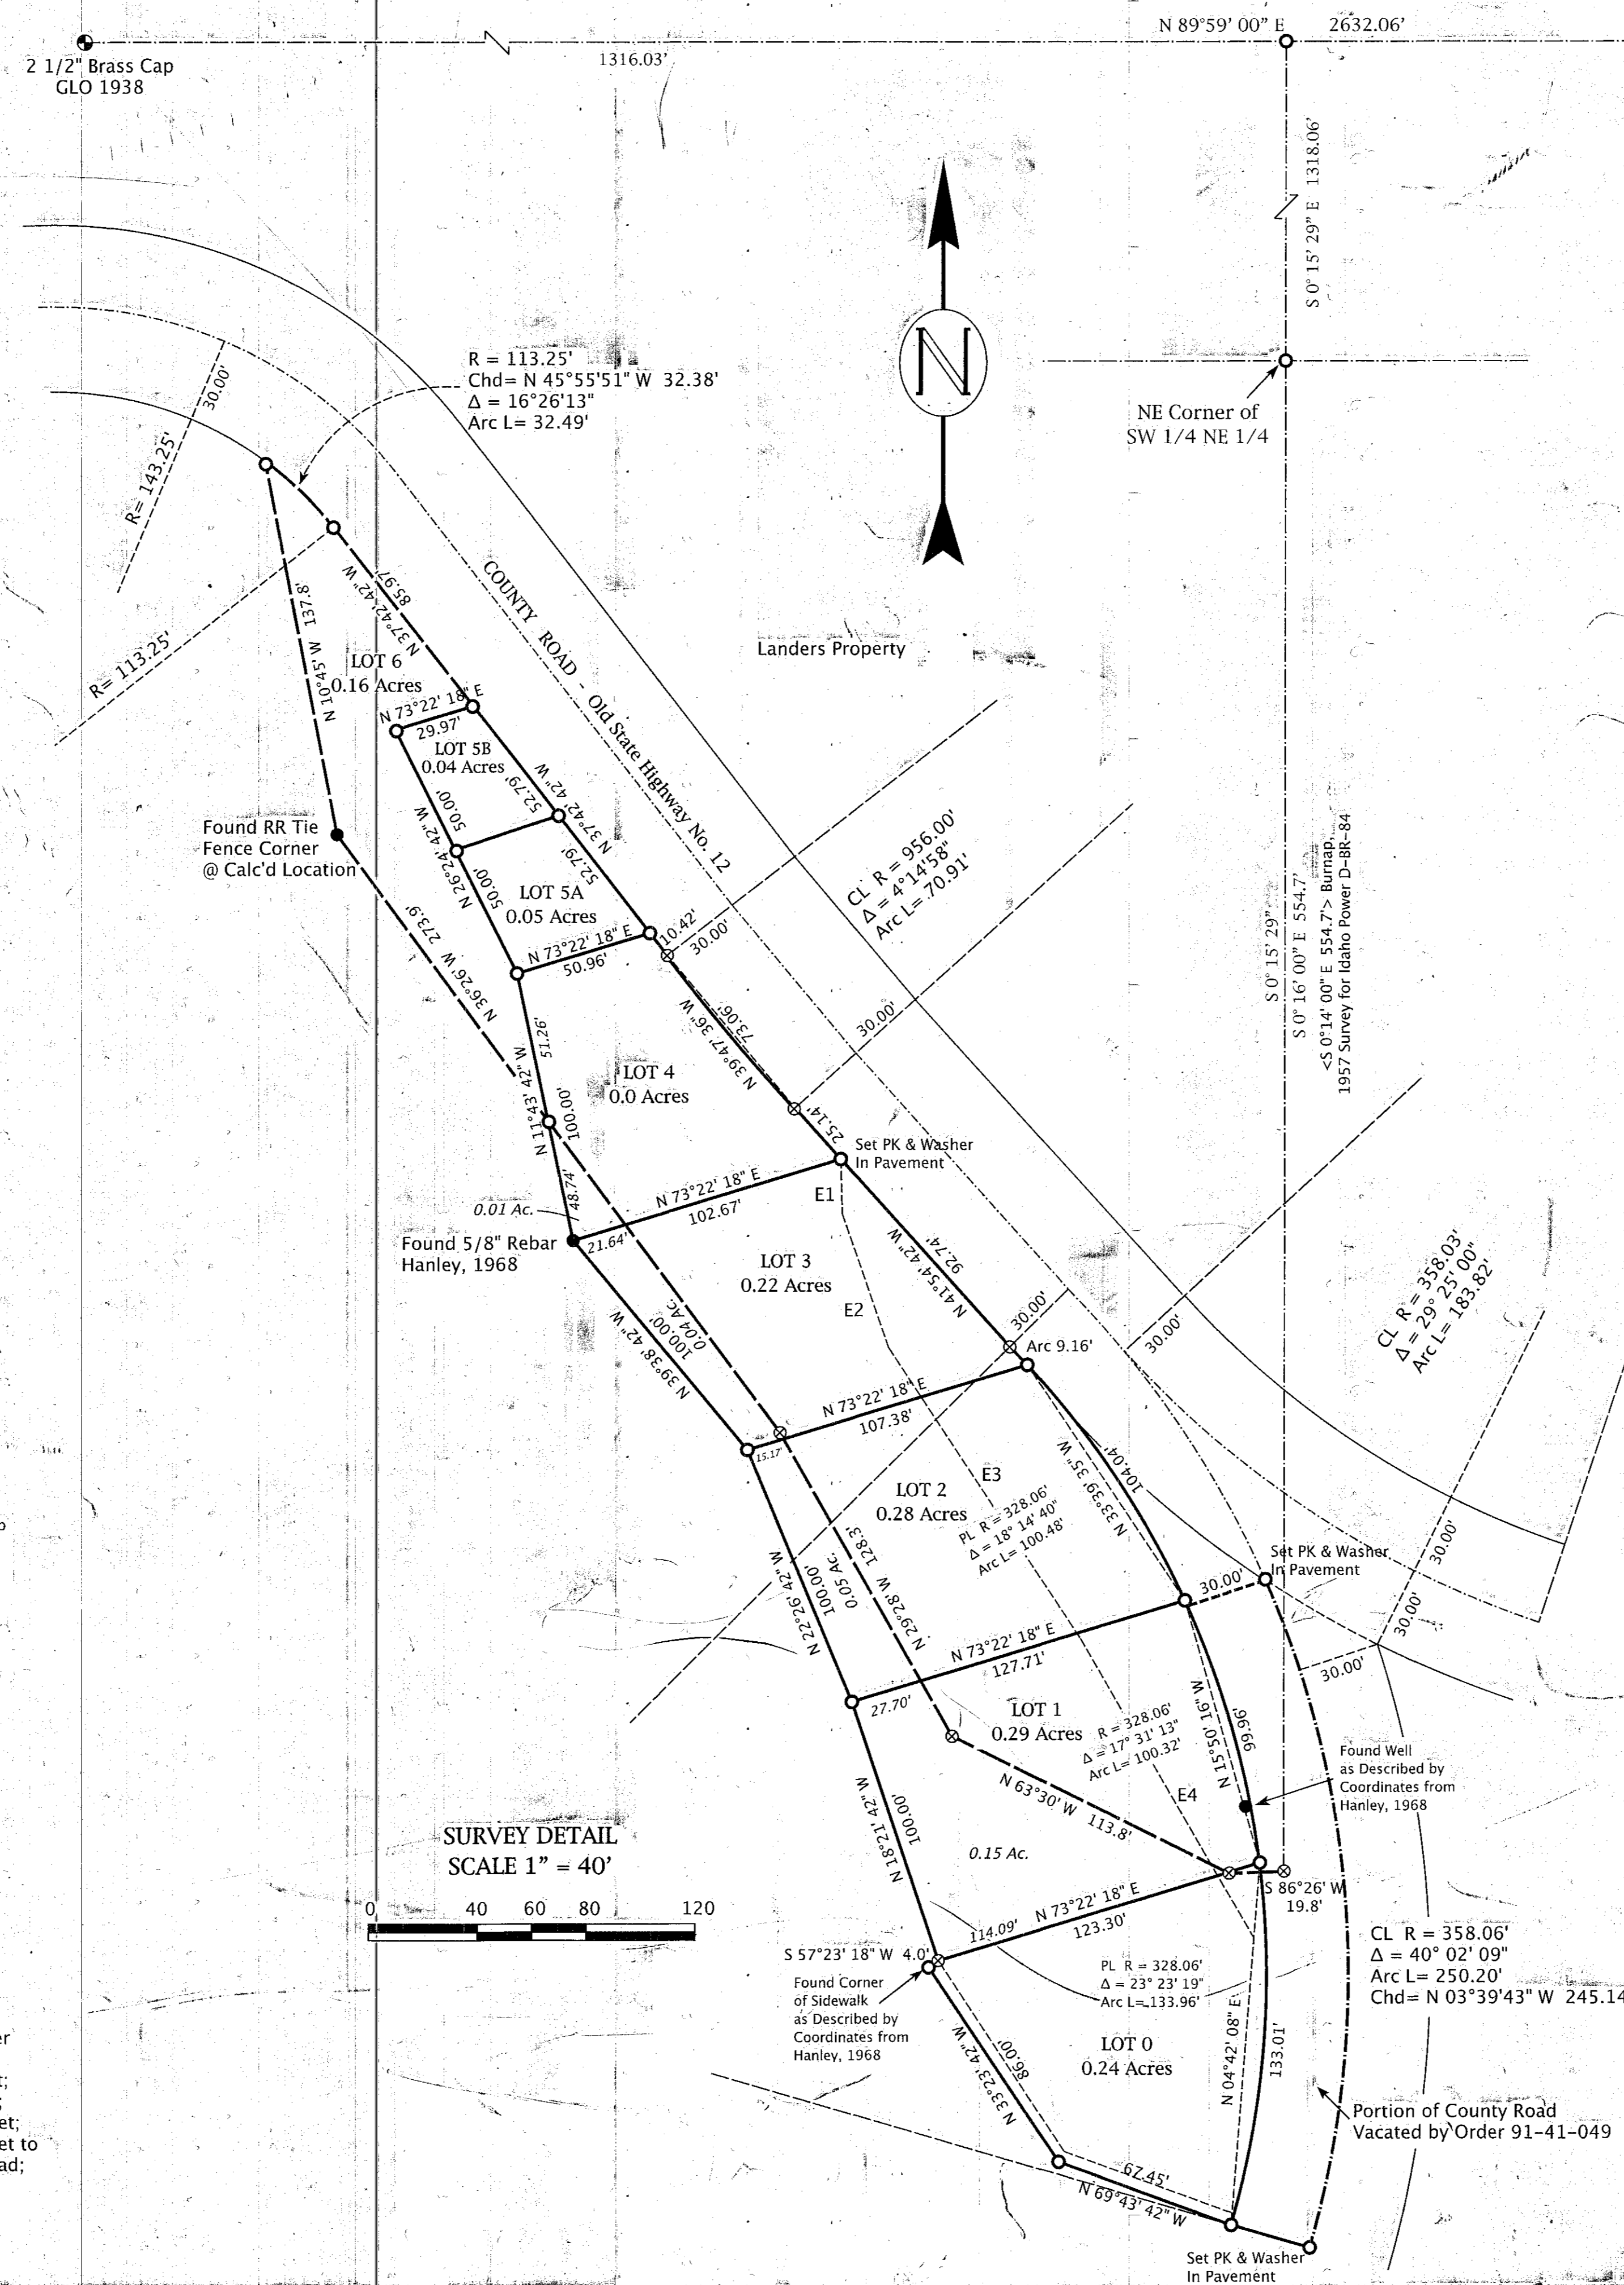 N 89°59' 00" E 2632.06'
2 1/2" Brass Cap
GLO 1938
1316.03'
S 0° 15' 29" E 1318.06'
N
R = 113.25'
Chd= N 45°55'51" W 32.38'
Δ = 16°26'13"
Arc L= 32.49'
30.00'
R= 143.25'
NE Corner of
SW 1/4 NE 1/4
N 10°45' W 137.8'
85.97'
N 37°42'42" W
R= 113.25'
COUNTY ROAD - Old State Highway No. 12
Landers Property
LOT 6
0.16 Acres
N 73°22' 18" E
29.97'
LOT 5B
0.04 Acres
52.79'
N 37°42' 42" W
52.79'
50.00'
N 26°24' 42" W
50.00'
Found RR Tie
Fence Corner
@ Calc'd Location
LOT 5A
0.05 Acres
N 73°22' 18" E
50.96'
10.42'
30.00'
CL R = 956.00'
Δ = 4°14'58"
Arc L= 70.91'
S 0° 15' 29"
S 0° 16' 00" E 554.7'
<S 0°14' 00" E 554.7'> Burnap,
1957 Survey for Idaho Power D-BR-84
N 36°26' W 273.9'
51.26'
N 11°43' 42" W
100.00'
48.74'
73.06'
N 39°47' 36" W
30.00'
LOT 4
0.0 Acres
25.14'
Set PK & Washer
In Pavement
N 73°22' 18" E
102.67'
E1
0.01 Ac.
Found 5/8" Rebar
Hanley, 1968
21.64'
LOT 3
0.22 Acres
E2
92.74'
N 41°54' 42" W
0.04 Ac.
100.00'
N 39°38' 42" W
30.00'
Arc 9.16'
30.00'
CL R = 358.03'
Δ = 29° 25' 00"
Arc L= 183.82'
N 73°22' 18" E
107.38'
15.17'
E3
LOT 2
0.28 Acres
PL R = 328.06'
Δ = 18° 14' 40"
Arc L= 100.48'
104.04'
N 33°39' 35" W
N 22°26' 42" W
100.00'
0.05 Ac.
N 29°28' W 128.3'
Set PK & Washer
In Pavement
30.00'
30.00'
30.00'
30.00'
N 73°22' 18" E
127.71'
27.70'
LOT 1
0.29 Acres
R = 328.06'
Δ = 17° 31' 13"
Arc L= 100.32'
N 15°50' 16" W
99.96'
Found Well
as Described by
Coordinates from
Hanley, 1968
N 63°30' W 113.8'
E4
N 18°21' 42" W
100.00'
0.15 Ac.
SURVEY DETAIL
SCALE 1" = 40'
0 40 60 80 120
S 86°26' W
19.8'
N 73°22' 18" E
114.09'
123.30'
S 57°23' 18" W 4.0'
Found Corner
of Sidewalk
as Described by
Coordinates from
Hanley, 1968
PL R = 328.06'
Δ = 23° 23' 19"
Arc L=133.96'
CL R = 358.06'
Δ = 40° 02' 09"
Arc L= 250.20'
Chd= N 03°39'43" W 245.14
LOT 0
0.24 Acres
N 04°42' 08" E
133.01'
86.00'
N 33°23' 42" W
Portion of County Road
Vacated by Order 91-41-049
67.45'
N 69°43' 42" W
Set PK & Washer
In Pavement
et;
et to
ad;